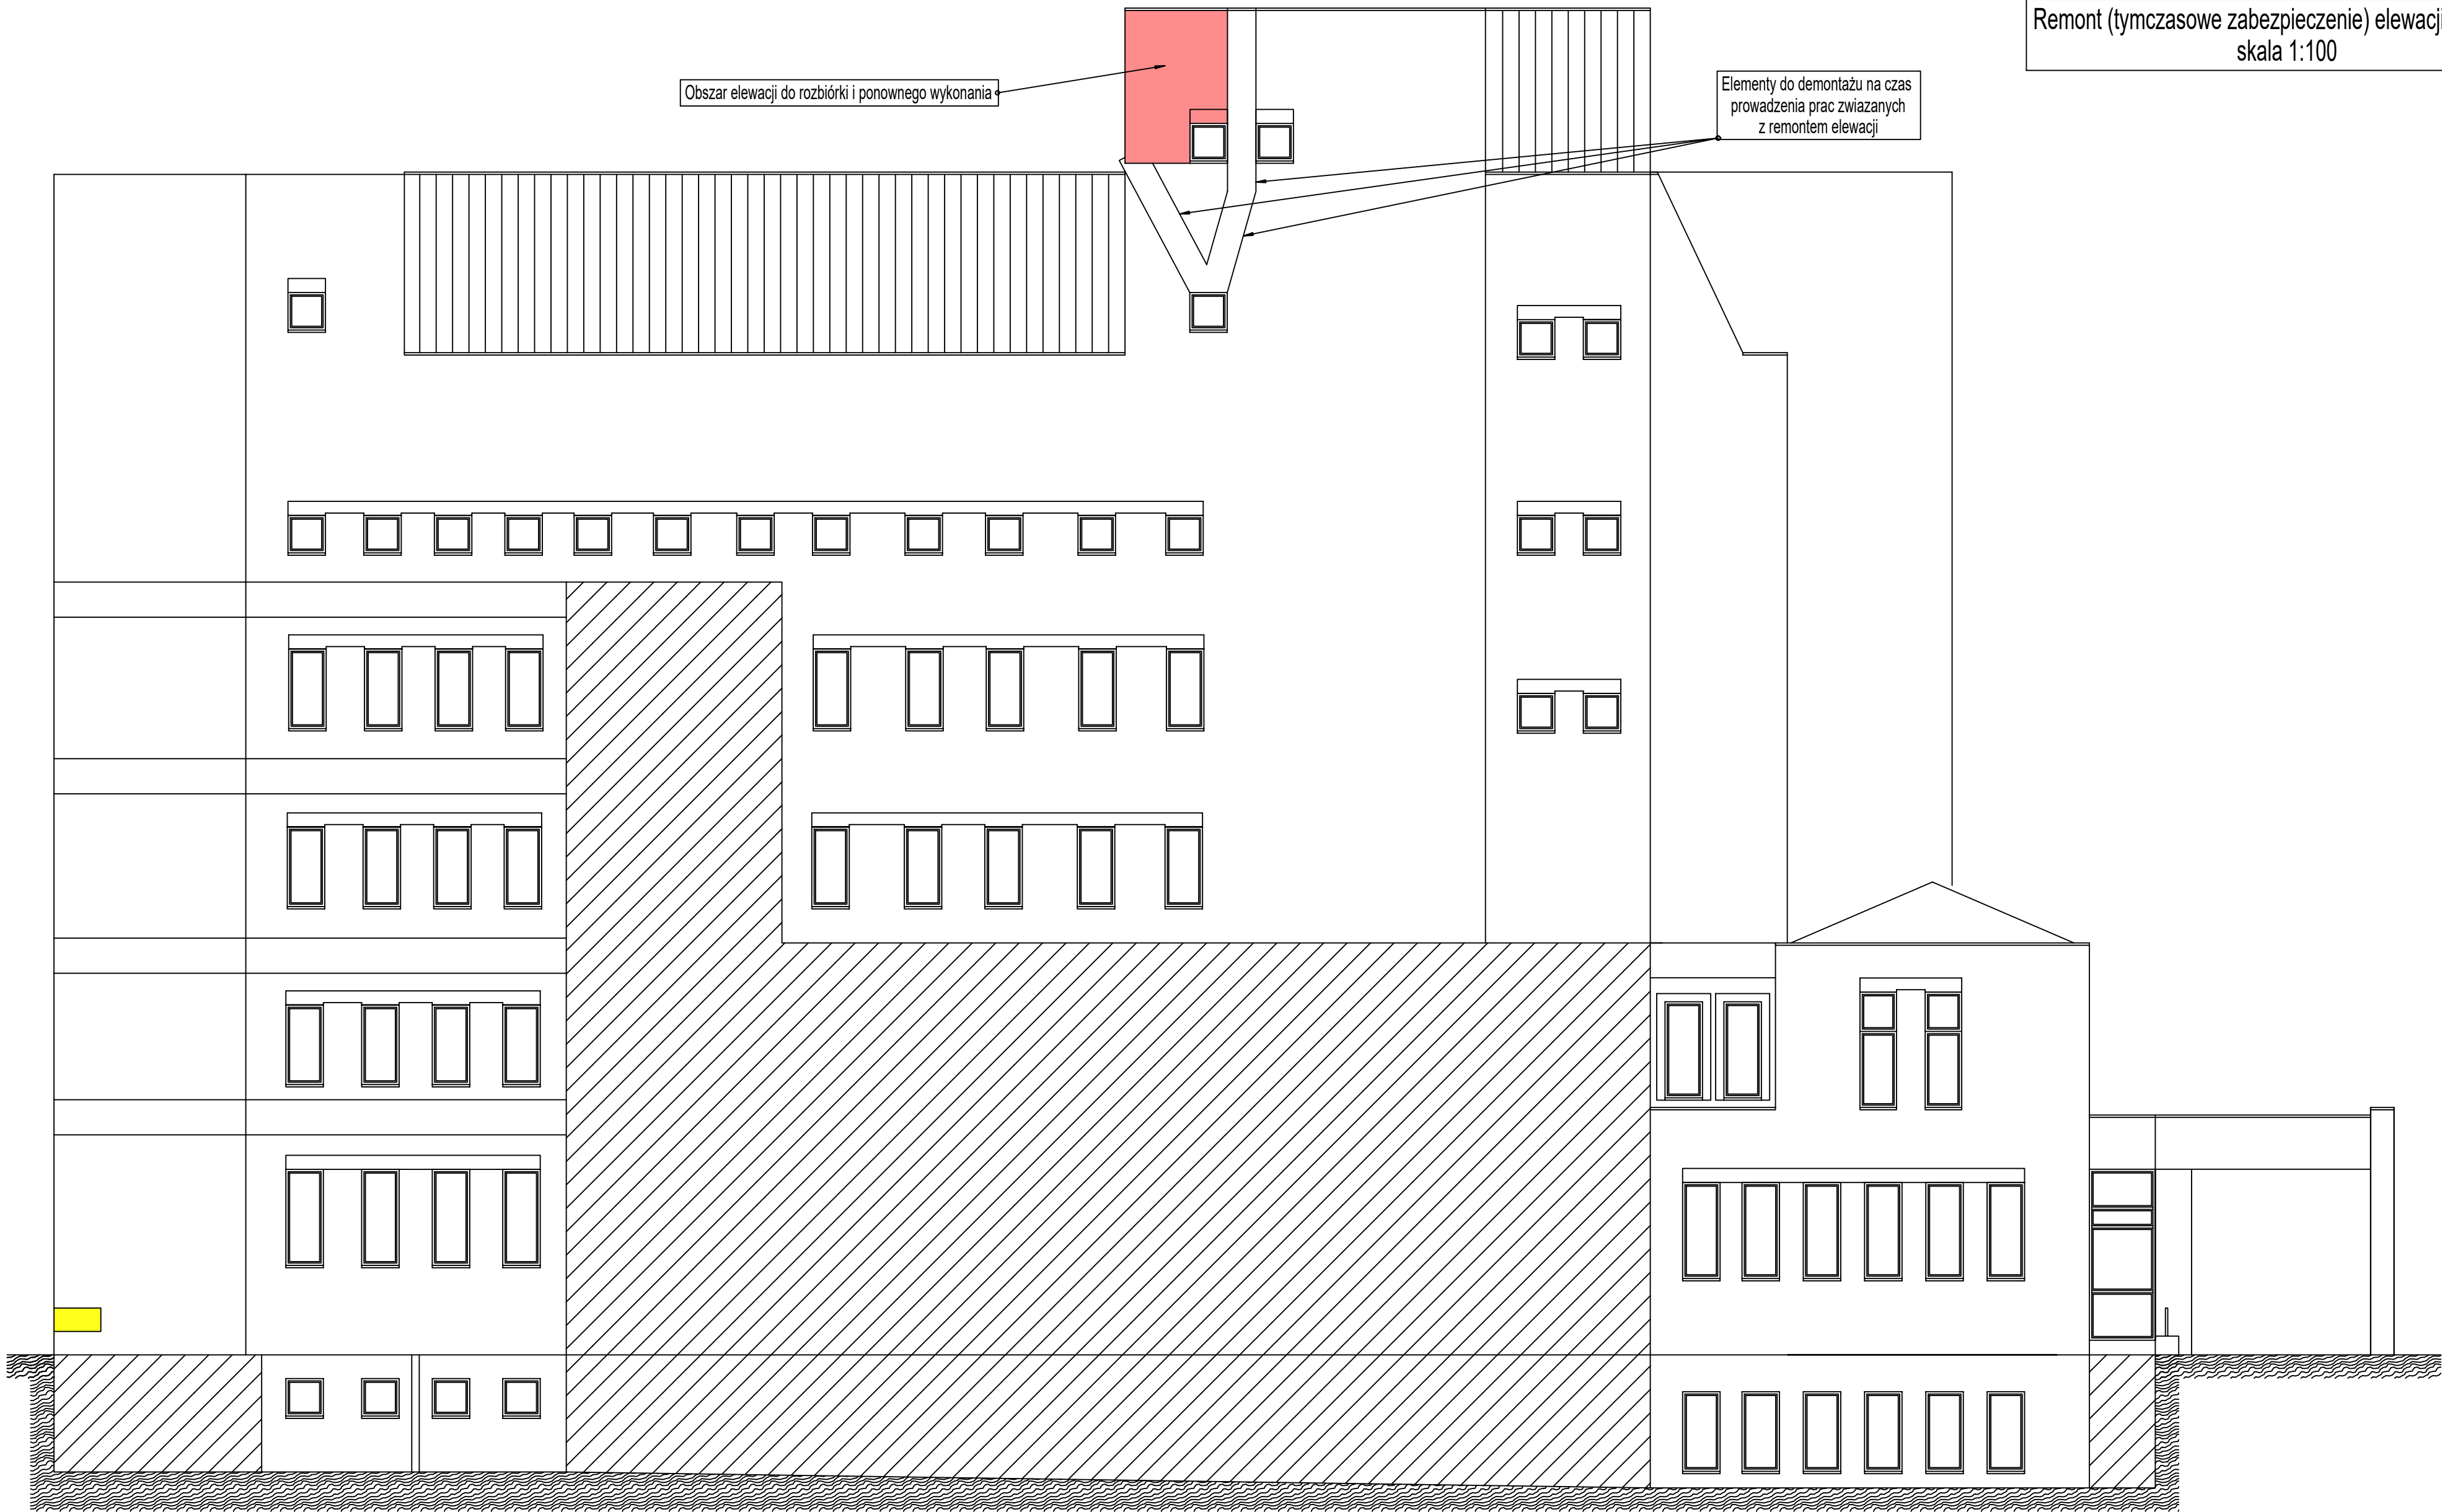 Remont (tymczasowe zabezpieczenie) elewacji
skala 1:100
Obszar elewacji do rozbiórki i ponownego wykonania
Elementy do demontażu na czas
prowadzenia prac zwiazanych
z remontem elewacji